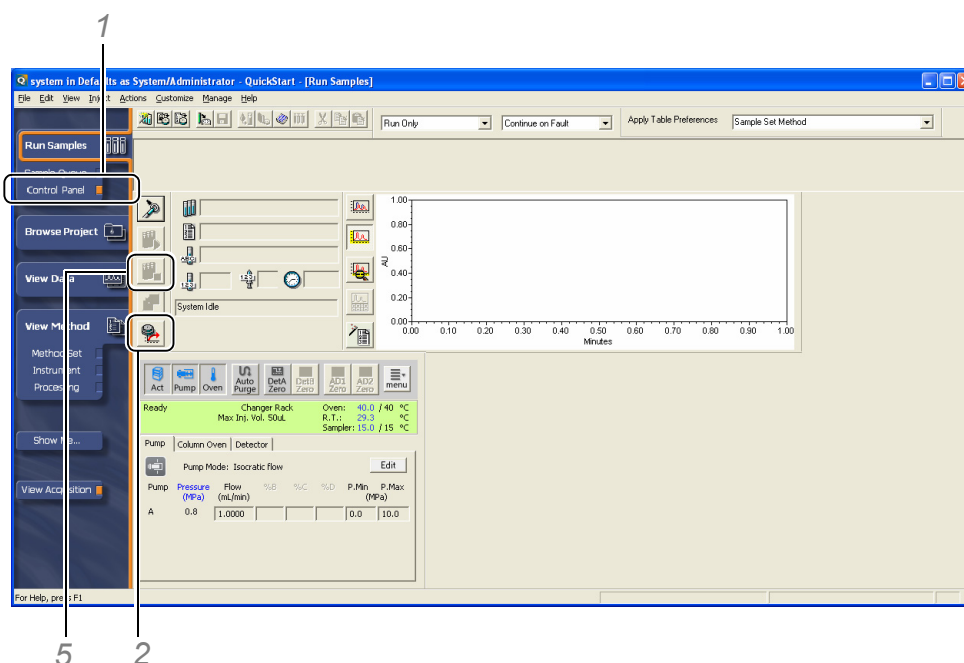 1
system in Defaults as System/Administrator - QuickStart - [Run Samples]
File Edit View Inject Actions Customize Manage Help
Run Only
Continue on Fault
Apply Table Preferences
Sample Set Method
Run Samples
Sample Queue
Control Panel
Browse Project
View Data
View Method
Method Set
Instrument
Processing
Show Me...
View Acquisition
System Idle
AU
1.00
0.80
0.60
0.40
0.20
0.00
0.00 0.10 0.20 0.30 0.40 0.50 0.60 0.70 0.80 0.90 1.00
Minutes
Act Pump Oven Auto Purge DetA Zero DetB Zero AD1 Zero AD2 Zero menu
Ready Changer Rack Oven: 40.0 / 40 °C
Max Inj. Vol. 50uL R.T.: 29.3 °C
Sampler: 15.0 / 15 °C
Pump Column Oven Detector
Pump Mode: Isocratic flow Edit
Pump Pressure Flow %B %C %D P.Min P.Max
(MPa) (mL/min) (MPa)
A 0.8 1.0000 0.0 10.0
For Help, press F1
5 2